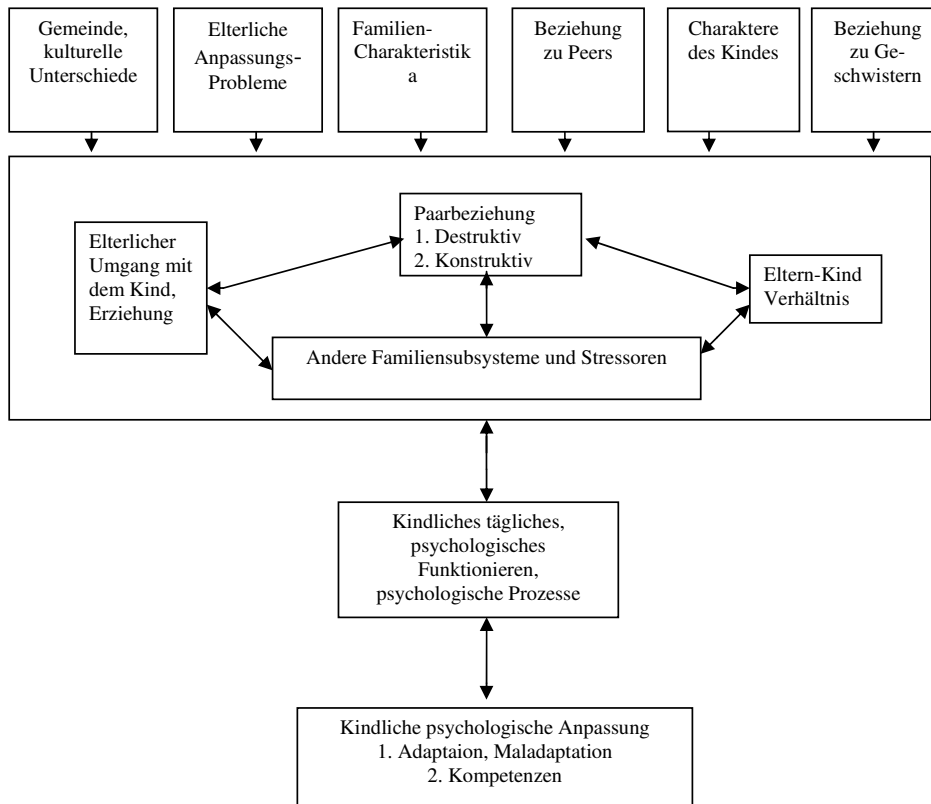 Gemeinde,
kulturelle
Unterschiede
Elterliche
Anpassungs-
Probleme
Familien-
Charakteristik
a
Beziehung
zu Peers
Charaktere
des Kindes
Beziehung
zu Ge-
schwistern
Paarbeziehung
1. Destruktiv
2. Konstruktiv
Elterlicher
Umgang mit
dem Kind,
Erziehung
Eltern-Kind
Verhältnis
Andere Familiensubsysteme und Stressoren
Kindliches tägliches,
psychologisches
Funktionieren,
psychologische Prozesse
Kindliche psychologische Anpassung
1. Adaptaion, Maladaptation
2. Kompetenzen